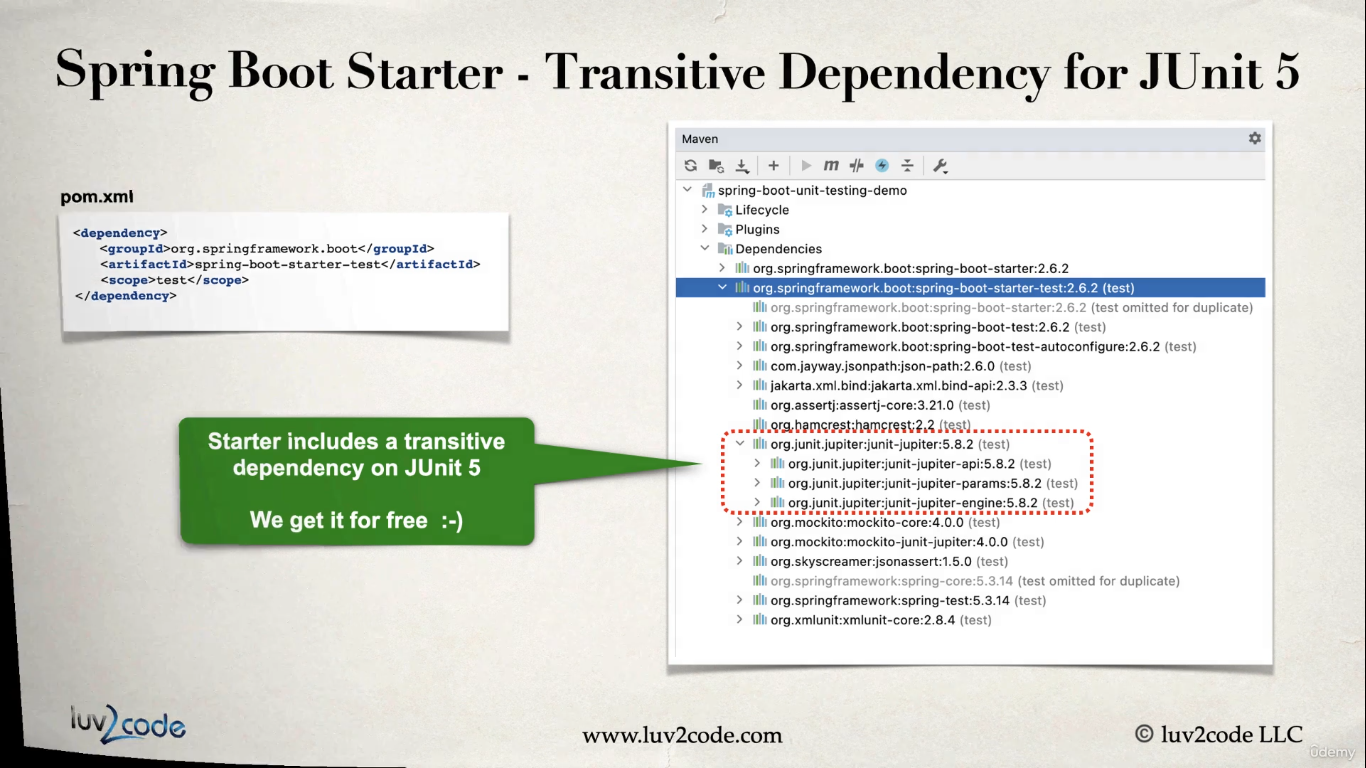 Spring Boot Starter - Transitive Dependency for JUnit 5
pom.xml
<dependency>
<groupId>org.springframework.boot</groupId>
<artifactId>spring-boot-starter-test</artifactId>
<scope>test</scope>
</dependency>
Starter includes a transitive
dependency on JUnit 5
We get it for free :-)
Maven
spring-boot-unit-testing-demo
Lifecycle
Plugins
Dependencies
org.springframework.boot:spring-boot-starter:2.6.2
org.springframework.boot:spring-boot-starter-test:2.6.2 (test)
org.springframework.boot:spring-boot-starter:2.6.2 (test omitted for duplicate)
org.springframework.boot:spring-boot-test:2.6.2 (test)
org.springframework.boot:spring-boot-test-autoconfigure:2.6.2 (test)
com.jayway.jsonpath:json-path:2.6.0 (test)
jakarta.xml.bind:jakarta.xml.bind-api:2.3.3 (test)
org.assertj:assertj-core:3.21.0 (test)
org.hamcrest:hamcrest:2.2 (test)
org.junit.jupiter:junit-jupiter:5.8.2 (test)
org.junit.jupiter:junit-jupiter-api:5.8.2 (test)
org.junit.jupiter:junit-jupiter-params:5.8.2 (test)
org.junit.jupiter:junit-jupiter-engine:5.8.2 (test)
org.mockito:mockito-core:4.0.0 (test)
org.mockito:mockito-junit-jupiter:4.0.0 (test)
org.skyscreamer:jsonassert:1.5.0 (test)
org.springframework:spring-core:5.3.14 (test omitted for duplicate)
org.springframework:spring-test:5.3.14 (test)
org.xmlunit:xmlunit-core:2.8.4 (test)
luv2code
www.luv2code.com
© luv2code LLC
ûdemy